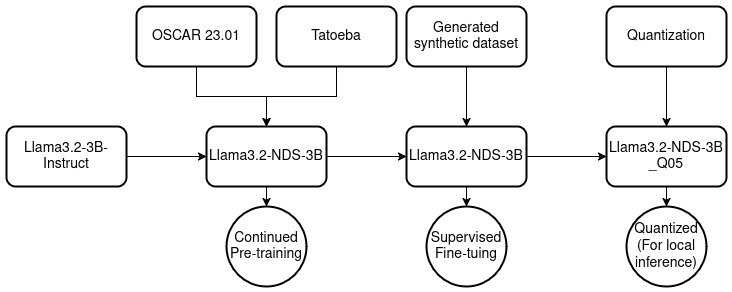 OSCAR 23.01
Tatoeba
Generated
synthetic dataset
Quantization
Llama3.2-3B-
Instruct
Llama3.2-NDS-3B
Llama3.2-NDS-3B
Llama3.2-NDS-3B
_Q05
Continued
Pre-training
Supervised
Fine-tuing
Quantized
(For local
inference)